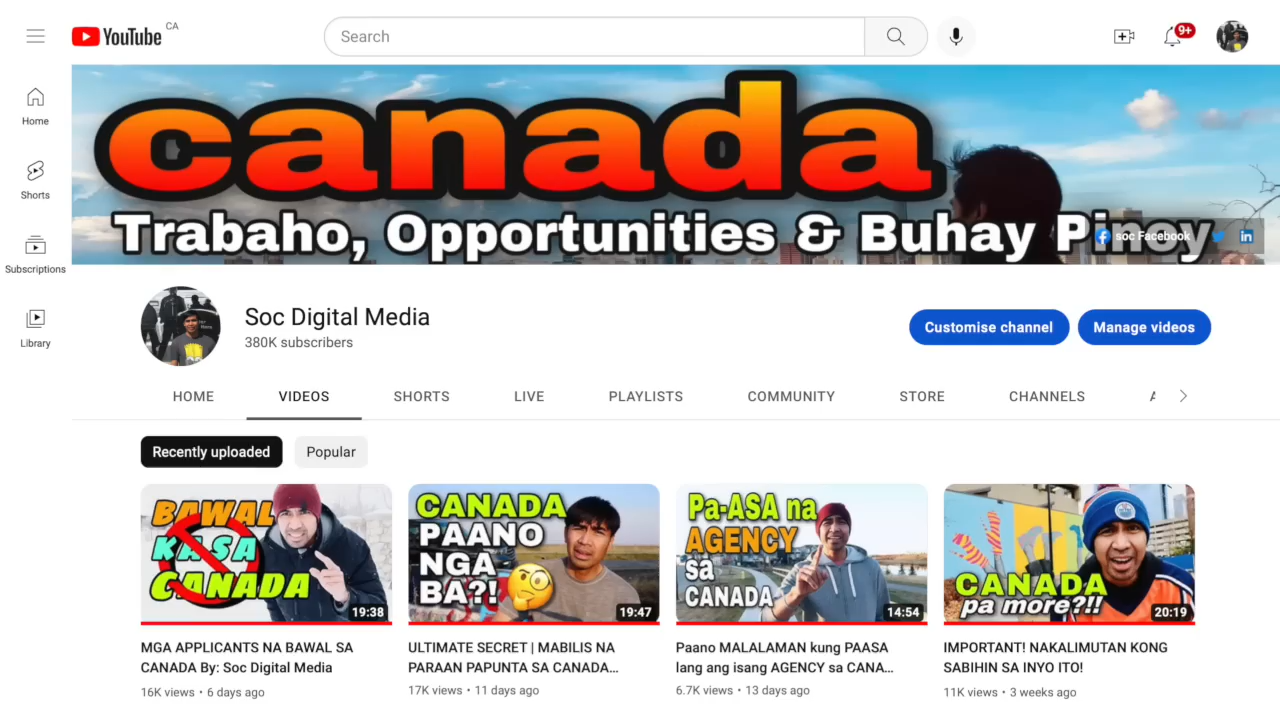 YouTube CA
Search
9+
Home
Shorts
Subscriptions
Library
canada
Trabaho, Opportunities & Buhay Pinoy
soc Facebook
Soc Digital Media
380K subscribers
Customise channel
Manage videos
HOME VIDEOS SHORTS LIVE PLAYLISTS COMMUNITY STORE CHANNELS
Recently uploaded Popular
BAWAL
KASA
CANADA
19:38
MGA APPLICANTS NA BAWAL SA
CANADA By: Soc Digital Media
16K views • 6 days ago
CANADA
PAANO
NGA
BA?!
19:47
ULTIMATE SECRET | MABILIS NA
PARAAN PAPUNTA SA CANADA...
17K views • 11 days ago
Pa-ASA na
AGENCY
sa
CANADA
14:54
Paano MALALAMAN kung PAASA
lang ang isang AGENCY sa CANA...
6.7K views • 13 days ago
CANADA
pa more?!!
20:19
IMPORTANT! NAKALIMUTAN KONG
SABIHIN SA INYO ITO!
11K views • 3 weeks ago